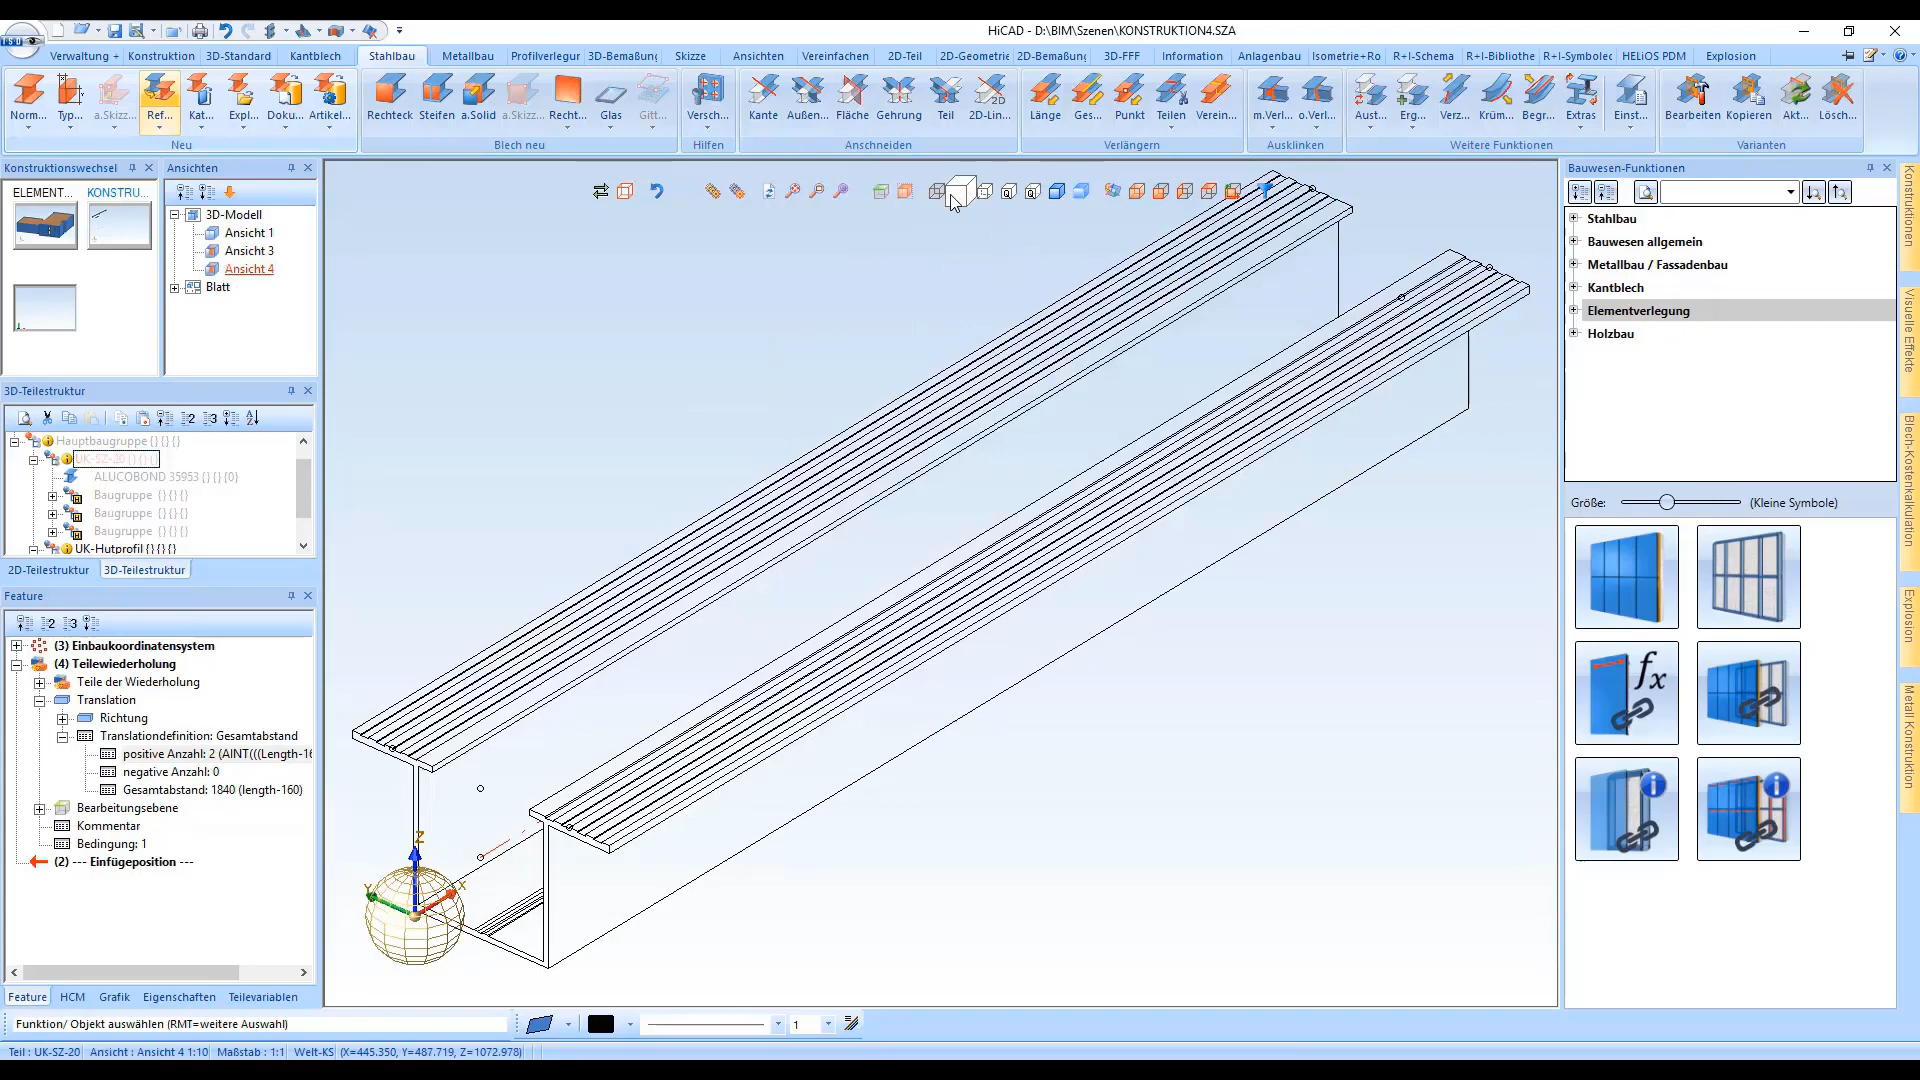 HiCAD - D:\BIM\Szenen\KONSTRUKTION4.SZA
Verwaltung +
Konstruktion
3D-Standard
Kantblech
Stahlbau
Metallbau
Profilverlegur
3D-Bemaßung
Skizze
Ansichten
Vereinfachen
2D-Teil
2D-Geometrie
2D-Bemaßung
3D-FFF
Information
Anlagenbau
Isometrie+Ro
R+I-Schema
R+I-Bibliothe
R+I-Symbole
HELiOS PDM
Explosion
Norm...
Typ...
a.Skizz...
Ref...
Kat...
Expl...
Doku...
Artikel...
Rechteck
Steifen
a.Solid
a.Skizz...
Recht...
Glas
Gitt...
Versch...
Kante
Außen...
Fläche
Gehrung
Teil
2D-Lin...
Länge
Ges...
Punkt
Teilen
Verein...
m.Verl...
o.Verl...
Aust...
Erg...
Verz...
Krüm...
Begr...
Extras
Einst...
Bearbeiten
Kopieren
Akt...
Lösch...
Neu
Blech neu
Hilfen
Anschneiden
Verlängern
Ausklinken
Weitere Funktionen
Varianten
Konstruktionswechsel
ELEMENT...
KONSTRU...
Ansichten
3D-Modell
Ansicht 1
Ansicht 3
Ansicht 4
Blatt
3D-Teilestruktur
Hauptbaugruppe {} {} {}
UK-SZ-20 {} {} {}
ALUCOBOND 35953 {} {} {0}
Baugruppe {} {} {}
Baugruppe {} {} {}
Baugruppe {} {} {}
UK-Hutprofil {} {} {}
2D-Teilestruktur
3D-Teilestruktur
Feature
(3) Einbaukoordinatensystem
(4) Teilewiederholung
Teile der Wiederholung
Translation
Richtung
Translationdefinition: Gesamtabstand
positive Anzahl: 2 (AINT(((Length-16
negative Anzahl: 0
Gesamtabstand: 1840 (length-160)
Bearbeitungsebene
Kommentar
Bedingung: 1
(2) --- Einfügeposition ---
Feature
HCM
Grafik
Eigenschaften
Teilevariablen
Z
Y
X
Bauwesen-Funktionen
Stahlbau
Bauwesen allgemein
Metallbau / Fassadenbau
Kantblech
Elementverlegung
Holzbau
Größe:
(Kleine Symbole)
fx
Konstruktionen
Visuelle Effekte
Blech-Kostenkalkulation
Explosion
Metall Konstruktion
Funktion/ Objekt auswählen (RMT=weitere Auswahl)
1
Teil : UK-SZ-20
Ansicht : Ansicht 4 1:10
Maßstab : 1:1
Welt-KS
(X=445.350, Y=487.719, Z=1072.978)